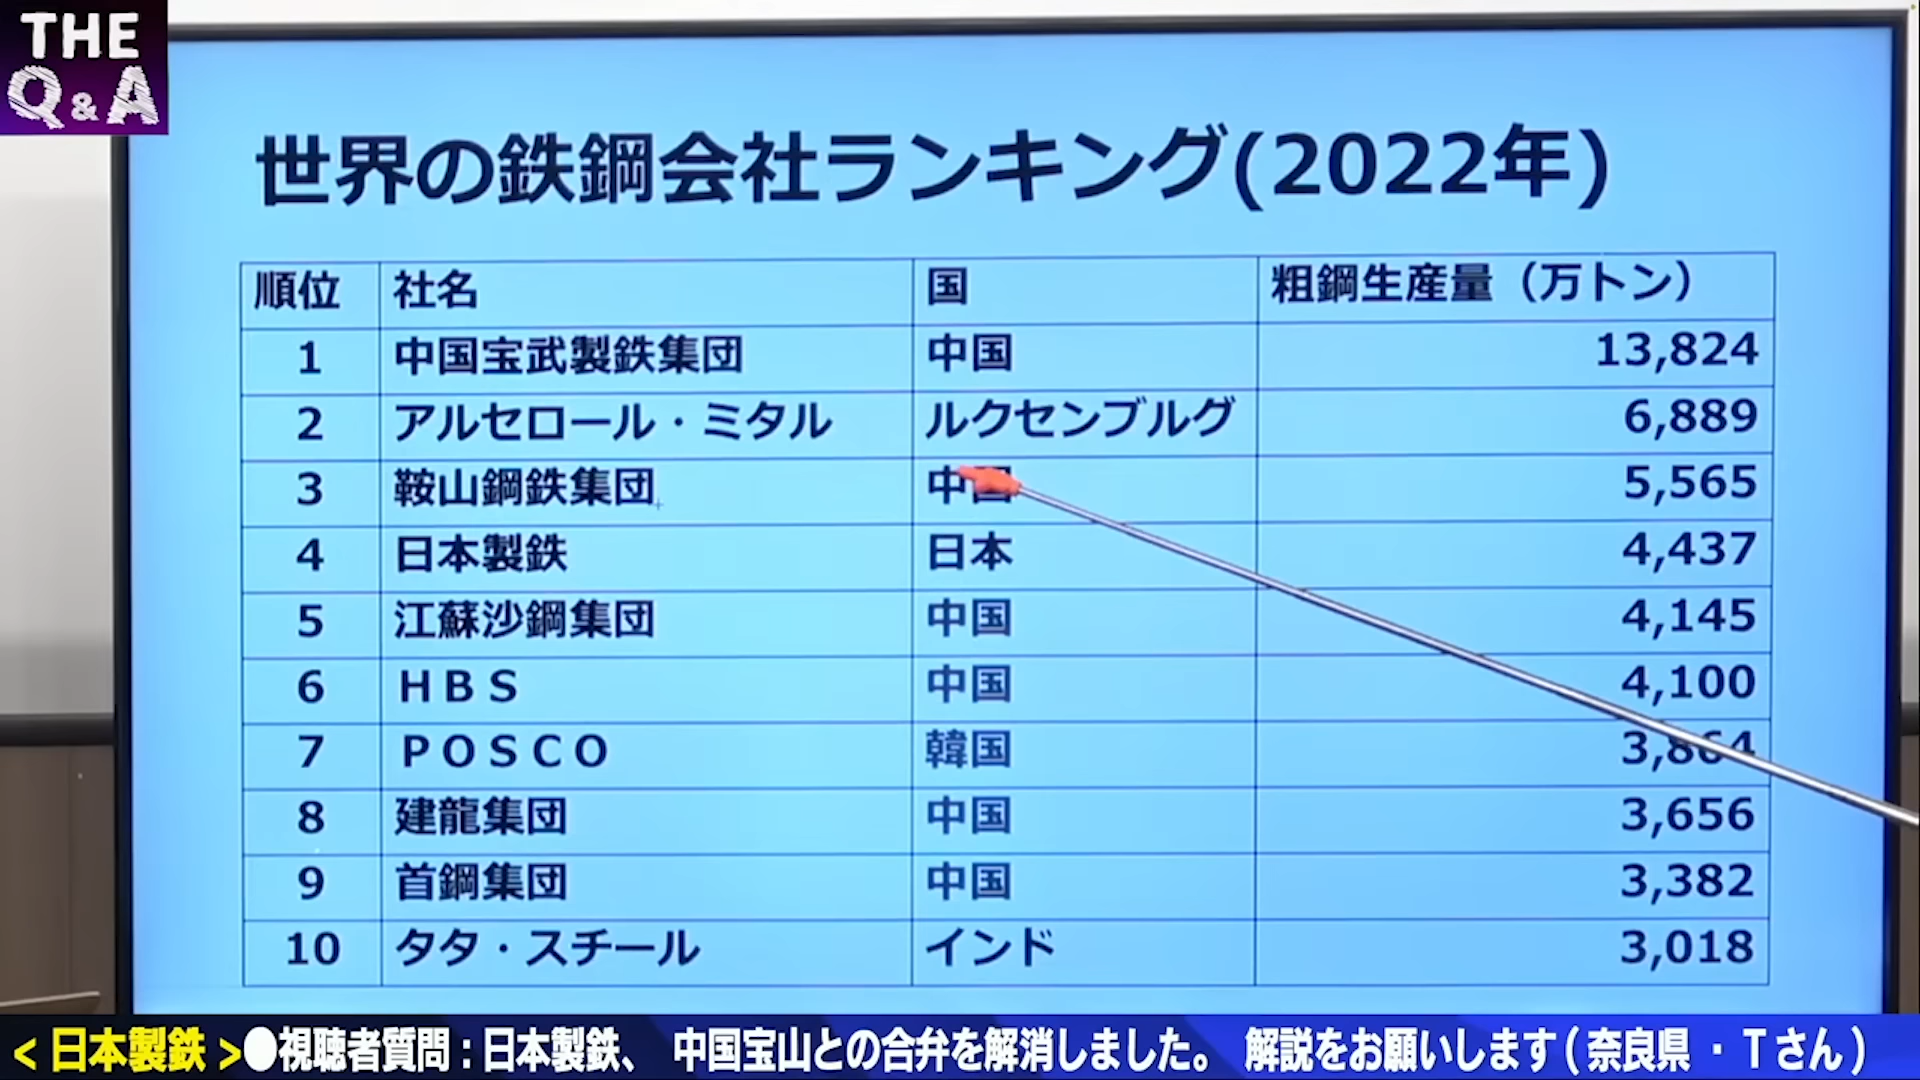 THE
Q&A
世界の鉄鋼会社ランキング(2022年)
順位 社名 国 粗鋼生産量（万トン）
1 中国宝武製鉄集団 中国 13,824
2 アルセロール・ミタル ルクセンブルグ 6,889
3 鞍山鋼鉄集団 中国 5,565
4 日本製鉄 日本 4,437
5 江蘇沙鋼集団 中国 4,145
6 ＨＢＳ 中国 4,100
7 ＰＯＳＣＯ 韓国 3,864
8 建龍集団 中国 3,656
9 首鋼集団 中国 3,382
10 タタ・スチール インド 3,018
<日本製鉄>●視聴者質問：日本製鉄、 中国宝山との合弁を解消しました。 解説をお願いします(奈良県 ・ Ｔさん)